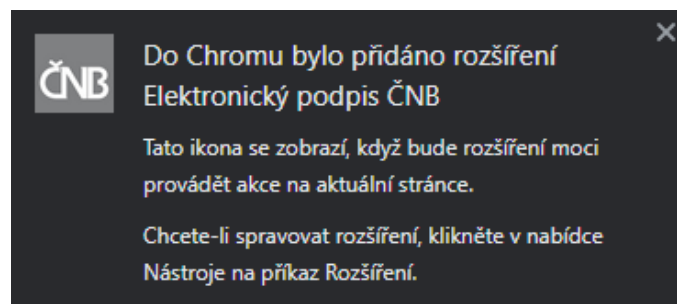 ČNB
Do Chromu bylo přidáno rozšíření
Elektronický podpis ČNB
Tato ikona se zobrazí, když bude rozšíření moci
provádět akce na aktuální stránce.
Chcete-li spravovat rozšíření, klikněte v nabídce
Nástroje na příkaz Rozšíření.